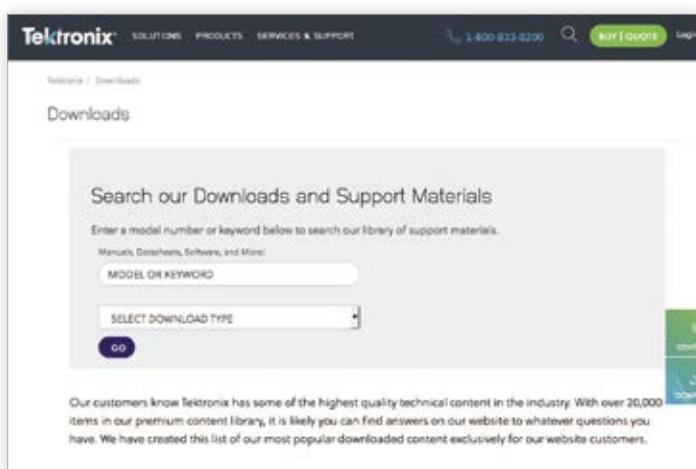 Tektronix SOLUTIONS PRODUCTS SERVICES & SUPPORT 1-800-833-9200 BUY | QUOTE Login
Tektronix / Downloads
Downloads
Search our Downloads and Support Materials
Enter a model number or keyword below to search our library of support materials.
Manuals, Datasheets, Software, and More:
MODEL OR KEYWORD
SELECT DOWNLOAD TYPE
GO
Our customers know Tektronix has some of the highest quality technical content in the industry. With over 20,000
items in our premium content library, it is likely you can find answers on our website to whatever questions you
have. We have created this list of our most popular downloaded content exclusively for our website customers.